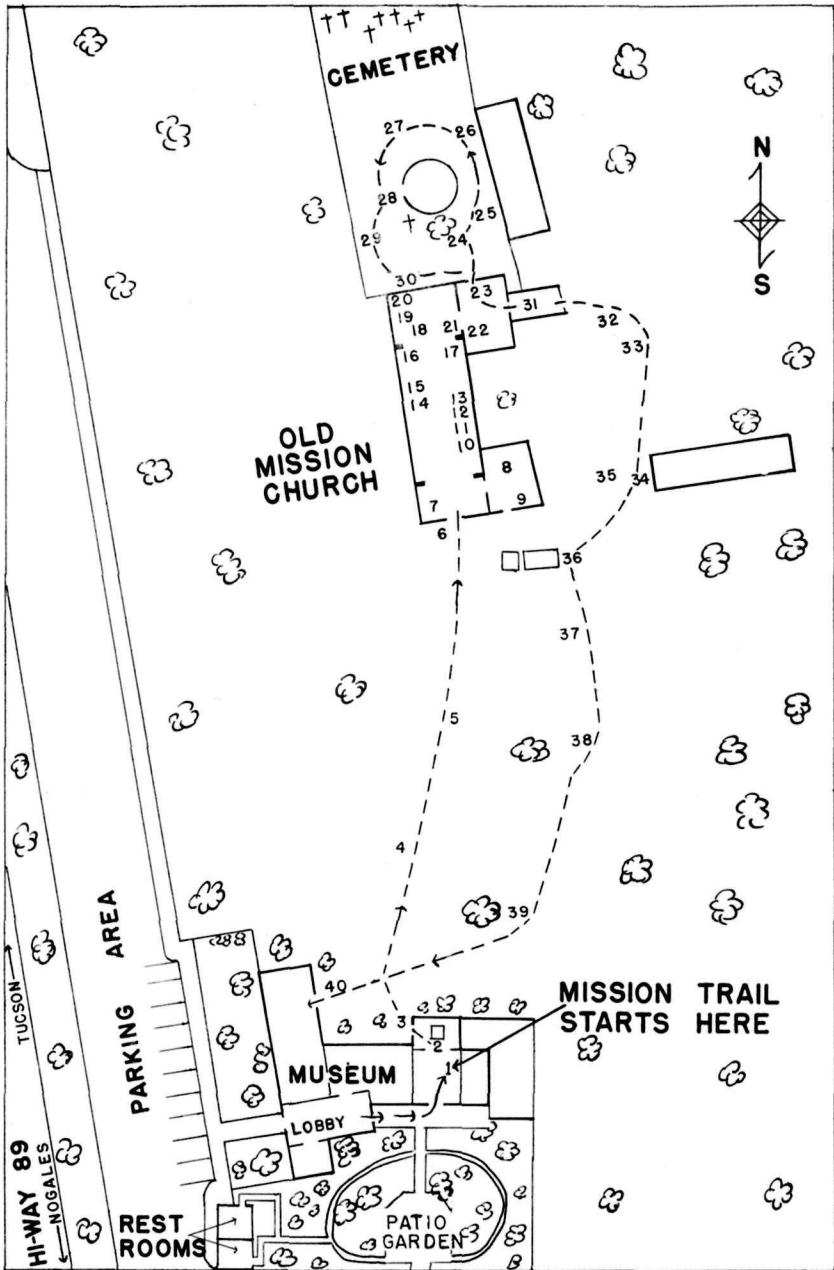 CEMETERY
27
26
28
25
29
24
30
N
S
20
23
31
19
18
21
22
32
16
17
33
15
14
13
12
11
10
OLD
MISSION
CHURCH
8
7
9
6
35
34
36
37
5
38
4
39
40
3
2
1
MISSION TRAIL
STARTS HERE
MUSEUM
LOBBY
PARKING AREA
TUCSON
HI-WAY 89
NOGALES
REST
ROOMS
PATIO
GARDEN